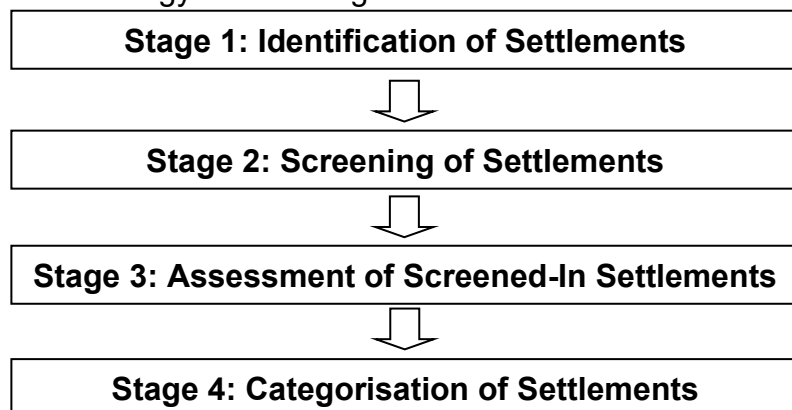 Stage 1: Identification of Settlements
Stage 2: Screening of Settlements
Stage 3: Assessment of Screened-In Settlements
Stage 4: Categorisation of Settlements